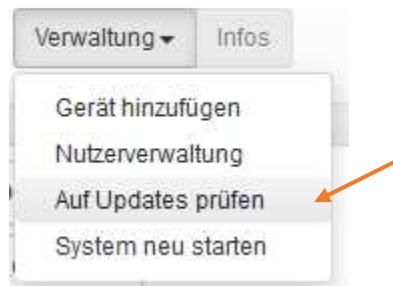 Verwaltung Infos
Gerät hinzufügen
Nutzerverwaltung
Auf Updates prüfen
System neu starten